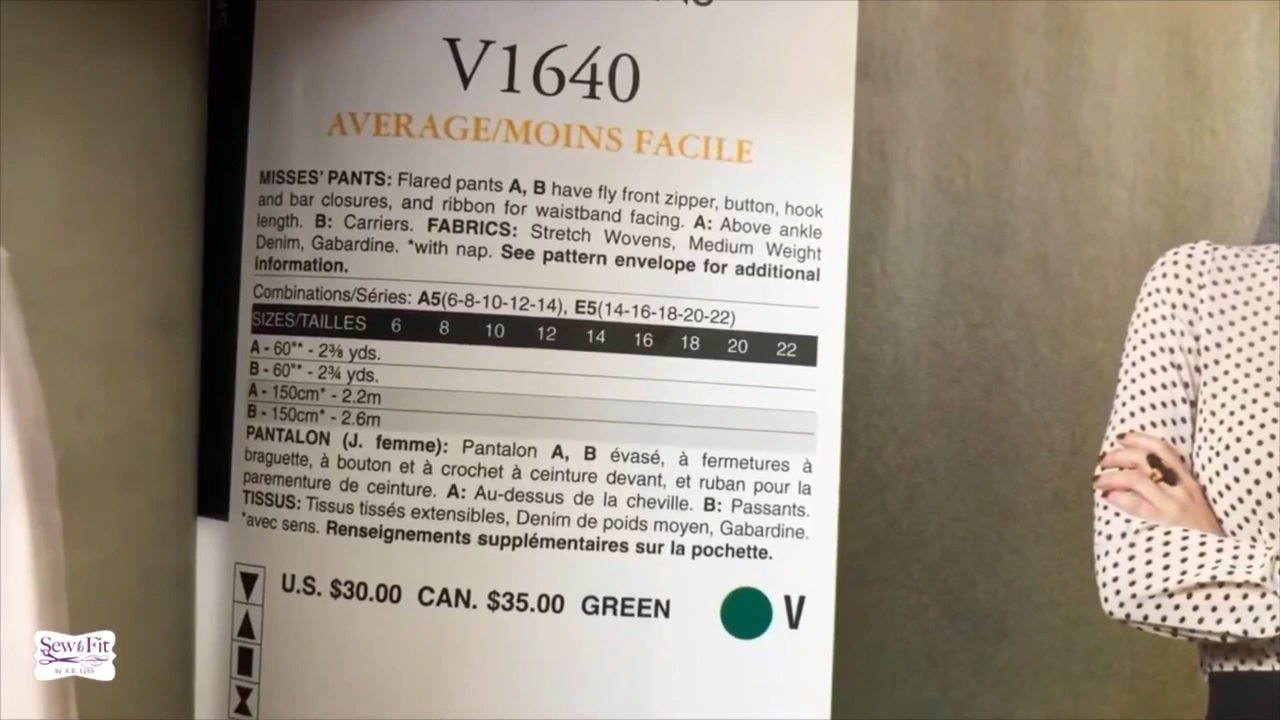 V1640
AVERAGE/MOINS FACILE
MISSES' PANTS: Flared pants A, B have fly front zipper, button, hook
and bar closures, and ribbon for waistband facing. A: Above ankle
length. B: Carriers. FABRICS: Stretch Wovens, Medium Weight
Denim, Gabardine. *with nap. See pattern envelope for additional
information.
Combinations/Séries: A5(6-8-10-12-14), E5(14-16-18-20-22)
SIZES/TAILLES 6 8 10 12 14 16 18 20 22
A - 60"* - 2⅜ yds.
B - 60"* - 2¾ yds.
A - 150cm* - 2.2m
B - 150cm* - 2.6m
PANTALON (J. femme): Pantalon A, B évasé, à fermetures à
braguette, à bouton et à crochet à ceinture devant, et ruban pour la
parementure de ceinture. A: Au-dessus de la cheville. B: Passants.
TISSUS: Tissus tissés extensibles, Denim de poids moyen, Gabardine.
*avec sens. Renseignements supplémentaires sur la pochette.
U.S. $30.00 CAN. $35.00 GREEN V
Sew to Fit
by J.D. Lyon